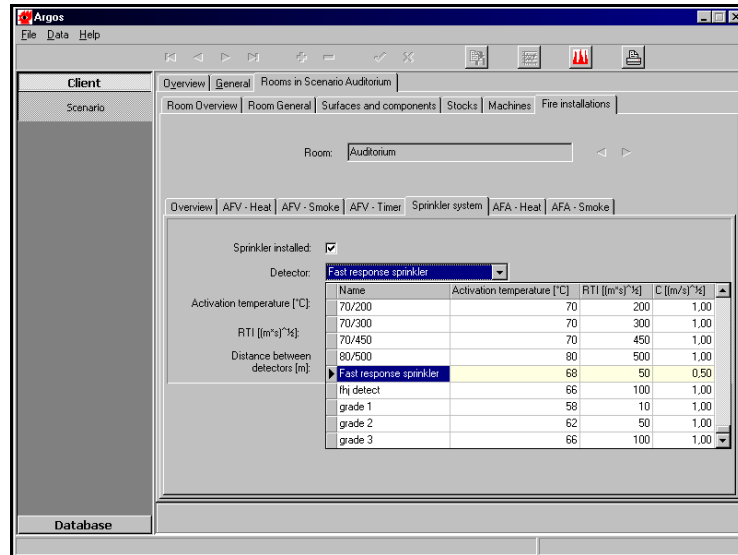 Argos
File Data Help
Client
Scenario
Database
Overview General Rooms in Scenario Auditorium
Room Overview Room General Surfaces and components Stocks Machines Fire installations
Room: Auditorium
Overview AFV - Heat AFV - Smoke AFV - Timer Sprinkler system AFA - Heat AFA - Smoke
Sprinkler installed:
Detector: Fast response sprinkler
Activation temperature [°C]:
RTI [(m*s)^½]:
Distance between
detectors [m]:
Name Activation temperature [°C] RTI [(m*s)^½] C [(m/s)^½]
70/200 70 200 1,00
70/300 70 300 1,00
70/450 70 450 1,00
80/500 80 500 1,00
Fast response sprinkler 68 50 0,50
fhj detect 66 100 1,00
grade 1 58 10 1,00
grade 2 62 50 1,00
grade 3 66 100 1,00